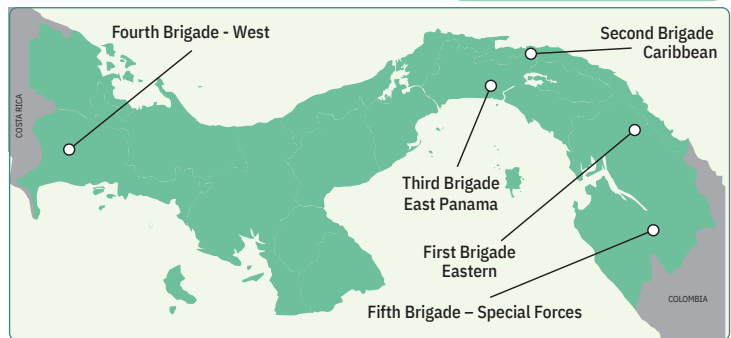 Fourth Brigade - West
Second Brigade
Caribbean
COSTA RICA
Third Brigade
East Panama
First Brigade
Eastern
Fifth Brigade – Special Forces
COLOMBIA